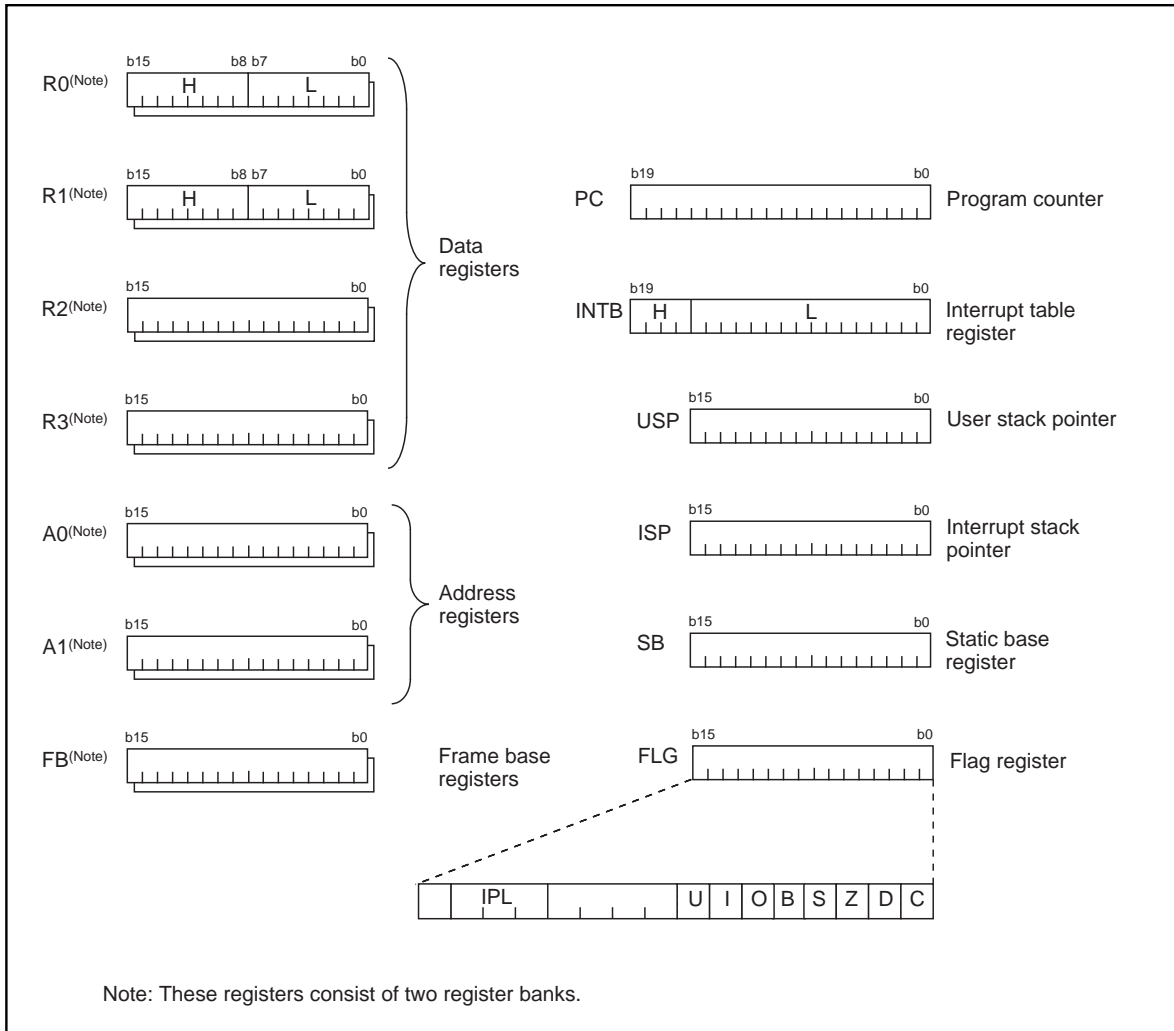 b15 b8 b7 b0
R0(Note) H L
b15 b8 b7 b0
R1(Note) H L
b15 b0
R2(Note)
b15 b0
R3(Note)
Data
registers
b15 b0
A0(Note)
b15 b0
A1(Note)
Address
registers
b15 b0
FB(Note)
Frame base
registers
b19 b0
PC Program counter
b19 b0
INTB H L Interrupt table
register
b15 b0
USP User stack pointer
b15 b0
ISP Interrupt stack
pointer
b15 b0
SB Static base
register
b15 b0
FLG Flag register
IPL U I O B S Z D C
Note: These registers consist of two register banks.